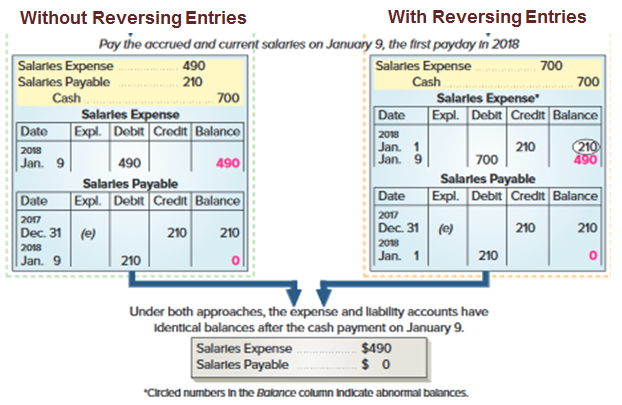 Without Reversing Entries
With Reversing Entries
Pay the accrued and current salaries on January 9, the first payday in 2018
Salaries Expense 490
Salaries Payable 210
Cash 700
Salaries Expense
Date Expl. Debit Credit Balance
2018
Jan. 9 490 490
Salaries Payable
Date Expl. Debit Credit Balance
2017
Dec. 31 (e) 210 210
2018
Jan. 9 210 0
Salaries Expense 700
Cash 700
Salaries Expense*
Date Expl. Debit Credit Balance
2018
Jan. 1 210 210
Jan. 9 700 490
Salaries Payable
Date Expl. Debit Credit Balance
2017
Dec. 31 (e) 210 210
2018
Jan. 1 210 0
Under both approaches, the expense and liability accounts have
identical balances after the cash payment on January 9.
Salaries Expense $490
Salaries Payable $ 0
*Circled numbers in the Balance column indicate abnormal balances.